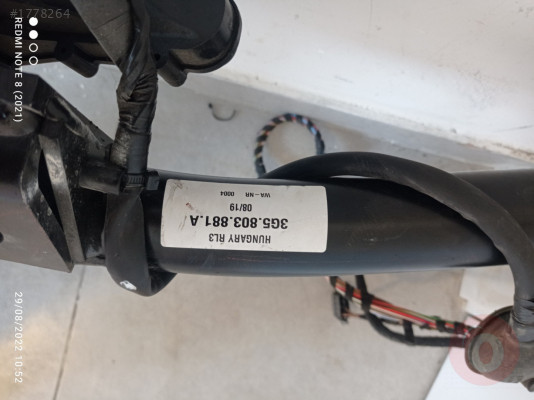 #1778264
REDMI NOTE 8 (2021)
29/08/2022 10:52
HUNGARY RL3
3G5.803.881.A
08/19
WA-NR 0004